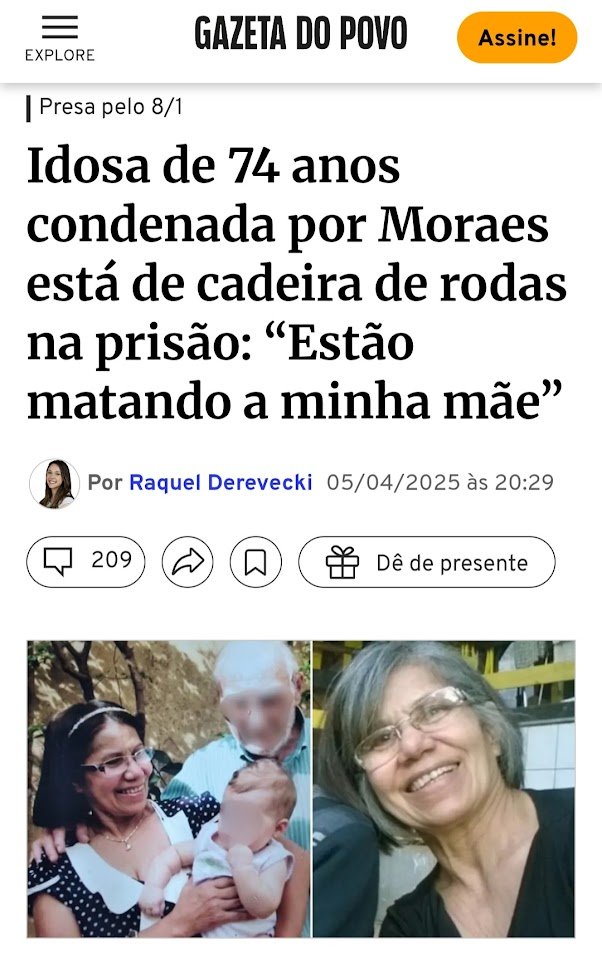 EXPLORE
GAZETA DO POVO
Assine!
Presa pelo 8/1
Idosa de 74 anos
condenada por Moraes
está de cadeira de rodas
na prisão: “Estão
matando a minha mãe”
Por Raquel Derevecki 05/04/2025 às 20:29
209
Dê de presente